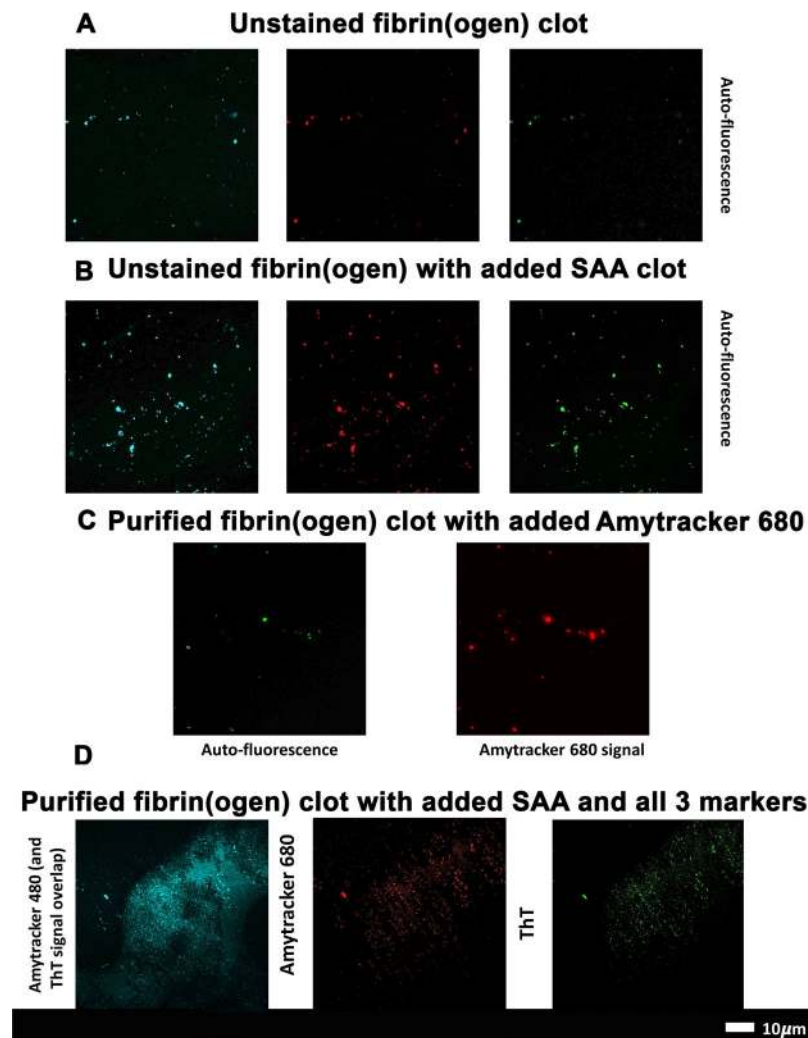 A
Unstained fibrin(ogen) clot
Auto-fluorescence
B Unstained fibrin(ogen) with added SAA clot
Auto-fluorescence
C Purified fibrin(ogen) clot with added Amytracker 680
Auto-fluorescence
Amytracker 680 signal
D
Purified fibrin(ogen) clot with added SAA and all 3 markers
Amytracker 480 (and
ThT signal overlap)
Amytracker 680
ThT
10µm